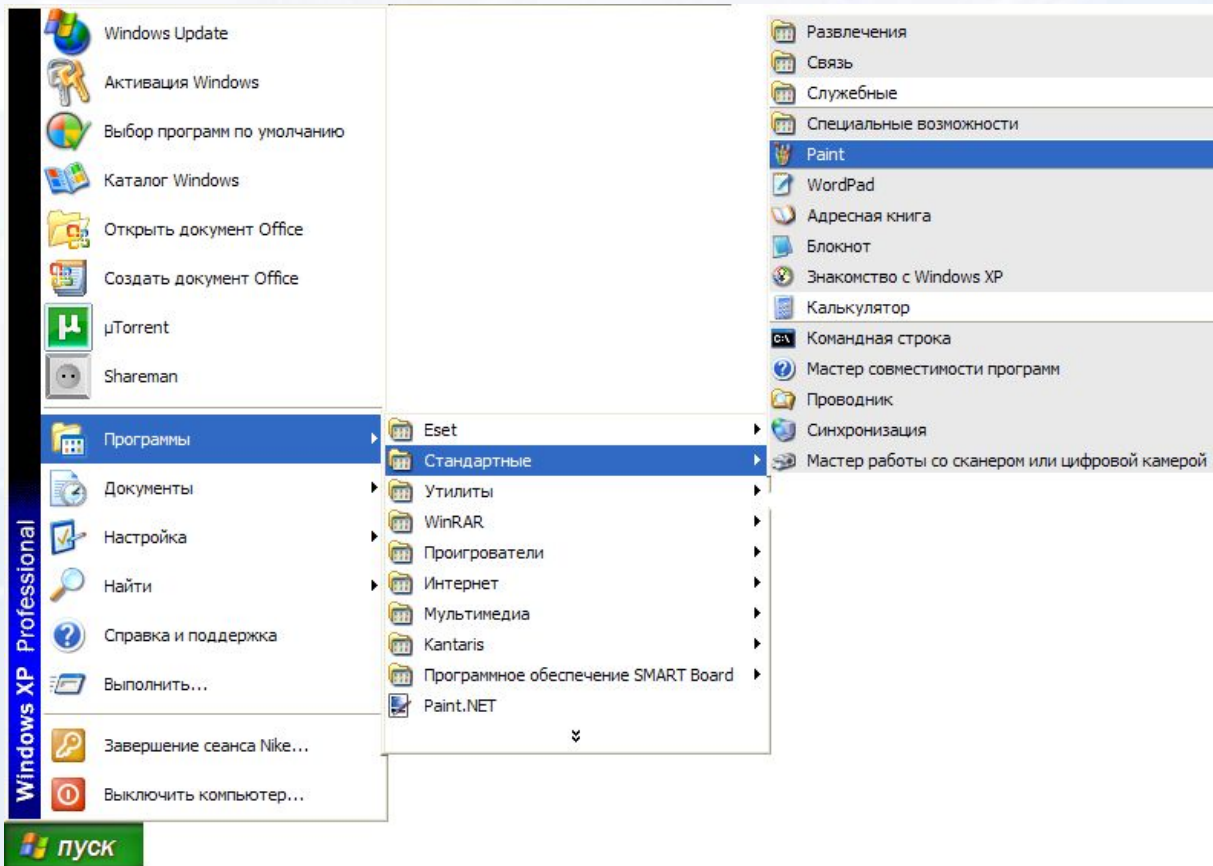 Windows Update
Активация Windows
Выбор программ по умолчанию
Каталог Windows
Открыть документ Office
Создать документ Office
µTorrent
Shareman
Программы
Документы
Настройка
Найти
Справка и поддержка
Выполнить...
Завершение сеанса Nike...
Выключить компьютер...
Windows XP Professional
пуск
Eset
Стандартные
Утилиты
WinRAR
Проигрователи
Интернет
Мультимедиа
Kantaris
Программное обеспечение SMART Board
Paint.NET
Развлечения
Связь
Служебные
Специальные возможности
Paint
WordPad
Адресная книга
Блокнот
Знакомство с Windows XP
Калькулятор
Командная строка
Мастер совместимости программ
Проводник
Синхронизация
Мастер работы со сканером или цифровой камерой